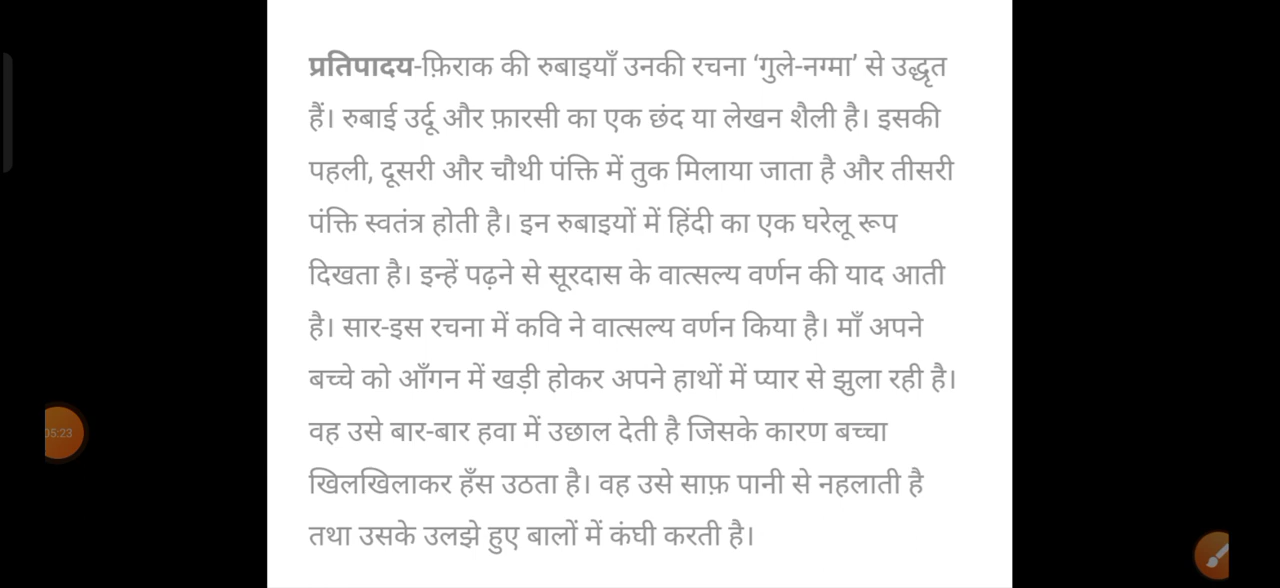 प्रतिपादय-फ़िराक की रुबाइयाँ उनकी रचना ‘गुले-नग्मा’ से उद्धृत
हैं। रुबाई उर्दू और फ़ारसी का एक छंद या लेखन शैली है। इसकी
पहली, दूसरी और चौथी पंक्ति में तुक मिलाया जाता है और तीसरी
पंक्ति स्वतंत्र होती है। इन रुबाइयों में हिंदी का एक घरेलू रूप
दिखता है। इन्हें पढ़ने से सूरदास के वात्सल्य वर्णन की याद आती
है। सार-इस रचना में कवि ने वात्सल्य वर्णन किया है। माँ अपने
बच्चे को आँगन में खड़ी होकर अपने हाथों में प्यार से झुला रही है।
वह उसे बार-बार हवा में उछाल देती है जिसके कारण बच्चा
खिलखिलाकर हँस उठता है। वह उसे साफ़ पानी से नहलाती है
तथा उसके उलझे हुए बालों में कंघी करती है।
05:23